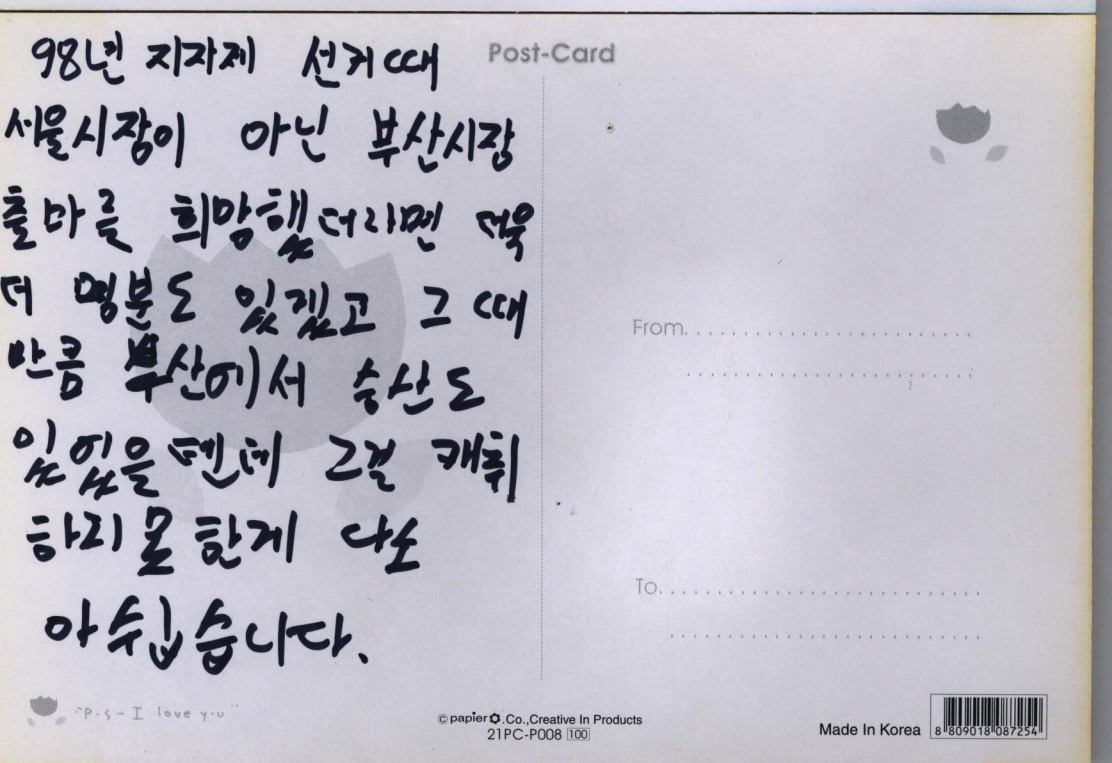 98년 지자제 선거때
서울시장이 아닌 부산시장
출마를 희망했더라면 더욱
더 명분도 있겠고 그 때
만큼 부산에서 승산도
있었을텐데 그걸 캐취
하리 못한게 다소
아쉽습니다.
Post-Card
From
To
"P.S - I love you"
© papier .Co.,Creative In Products
21PC-P008 100
Made In Korea
8 809018 087254